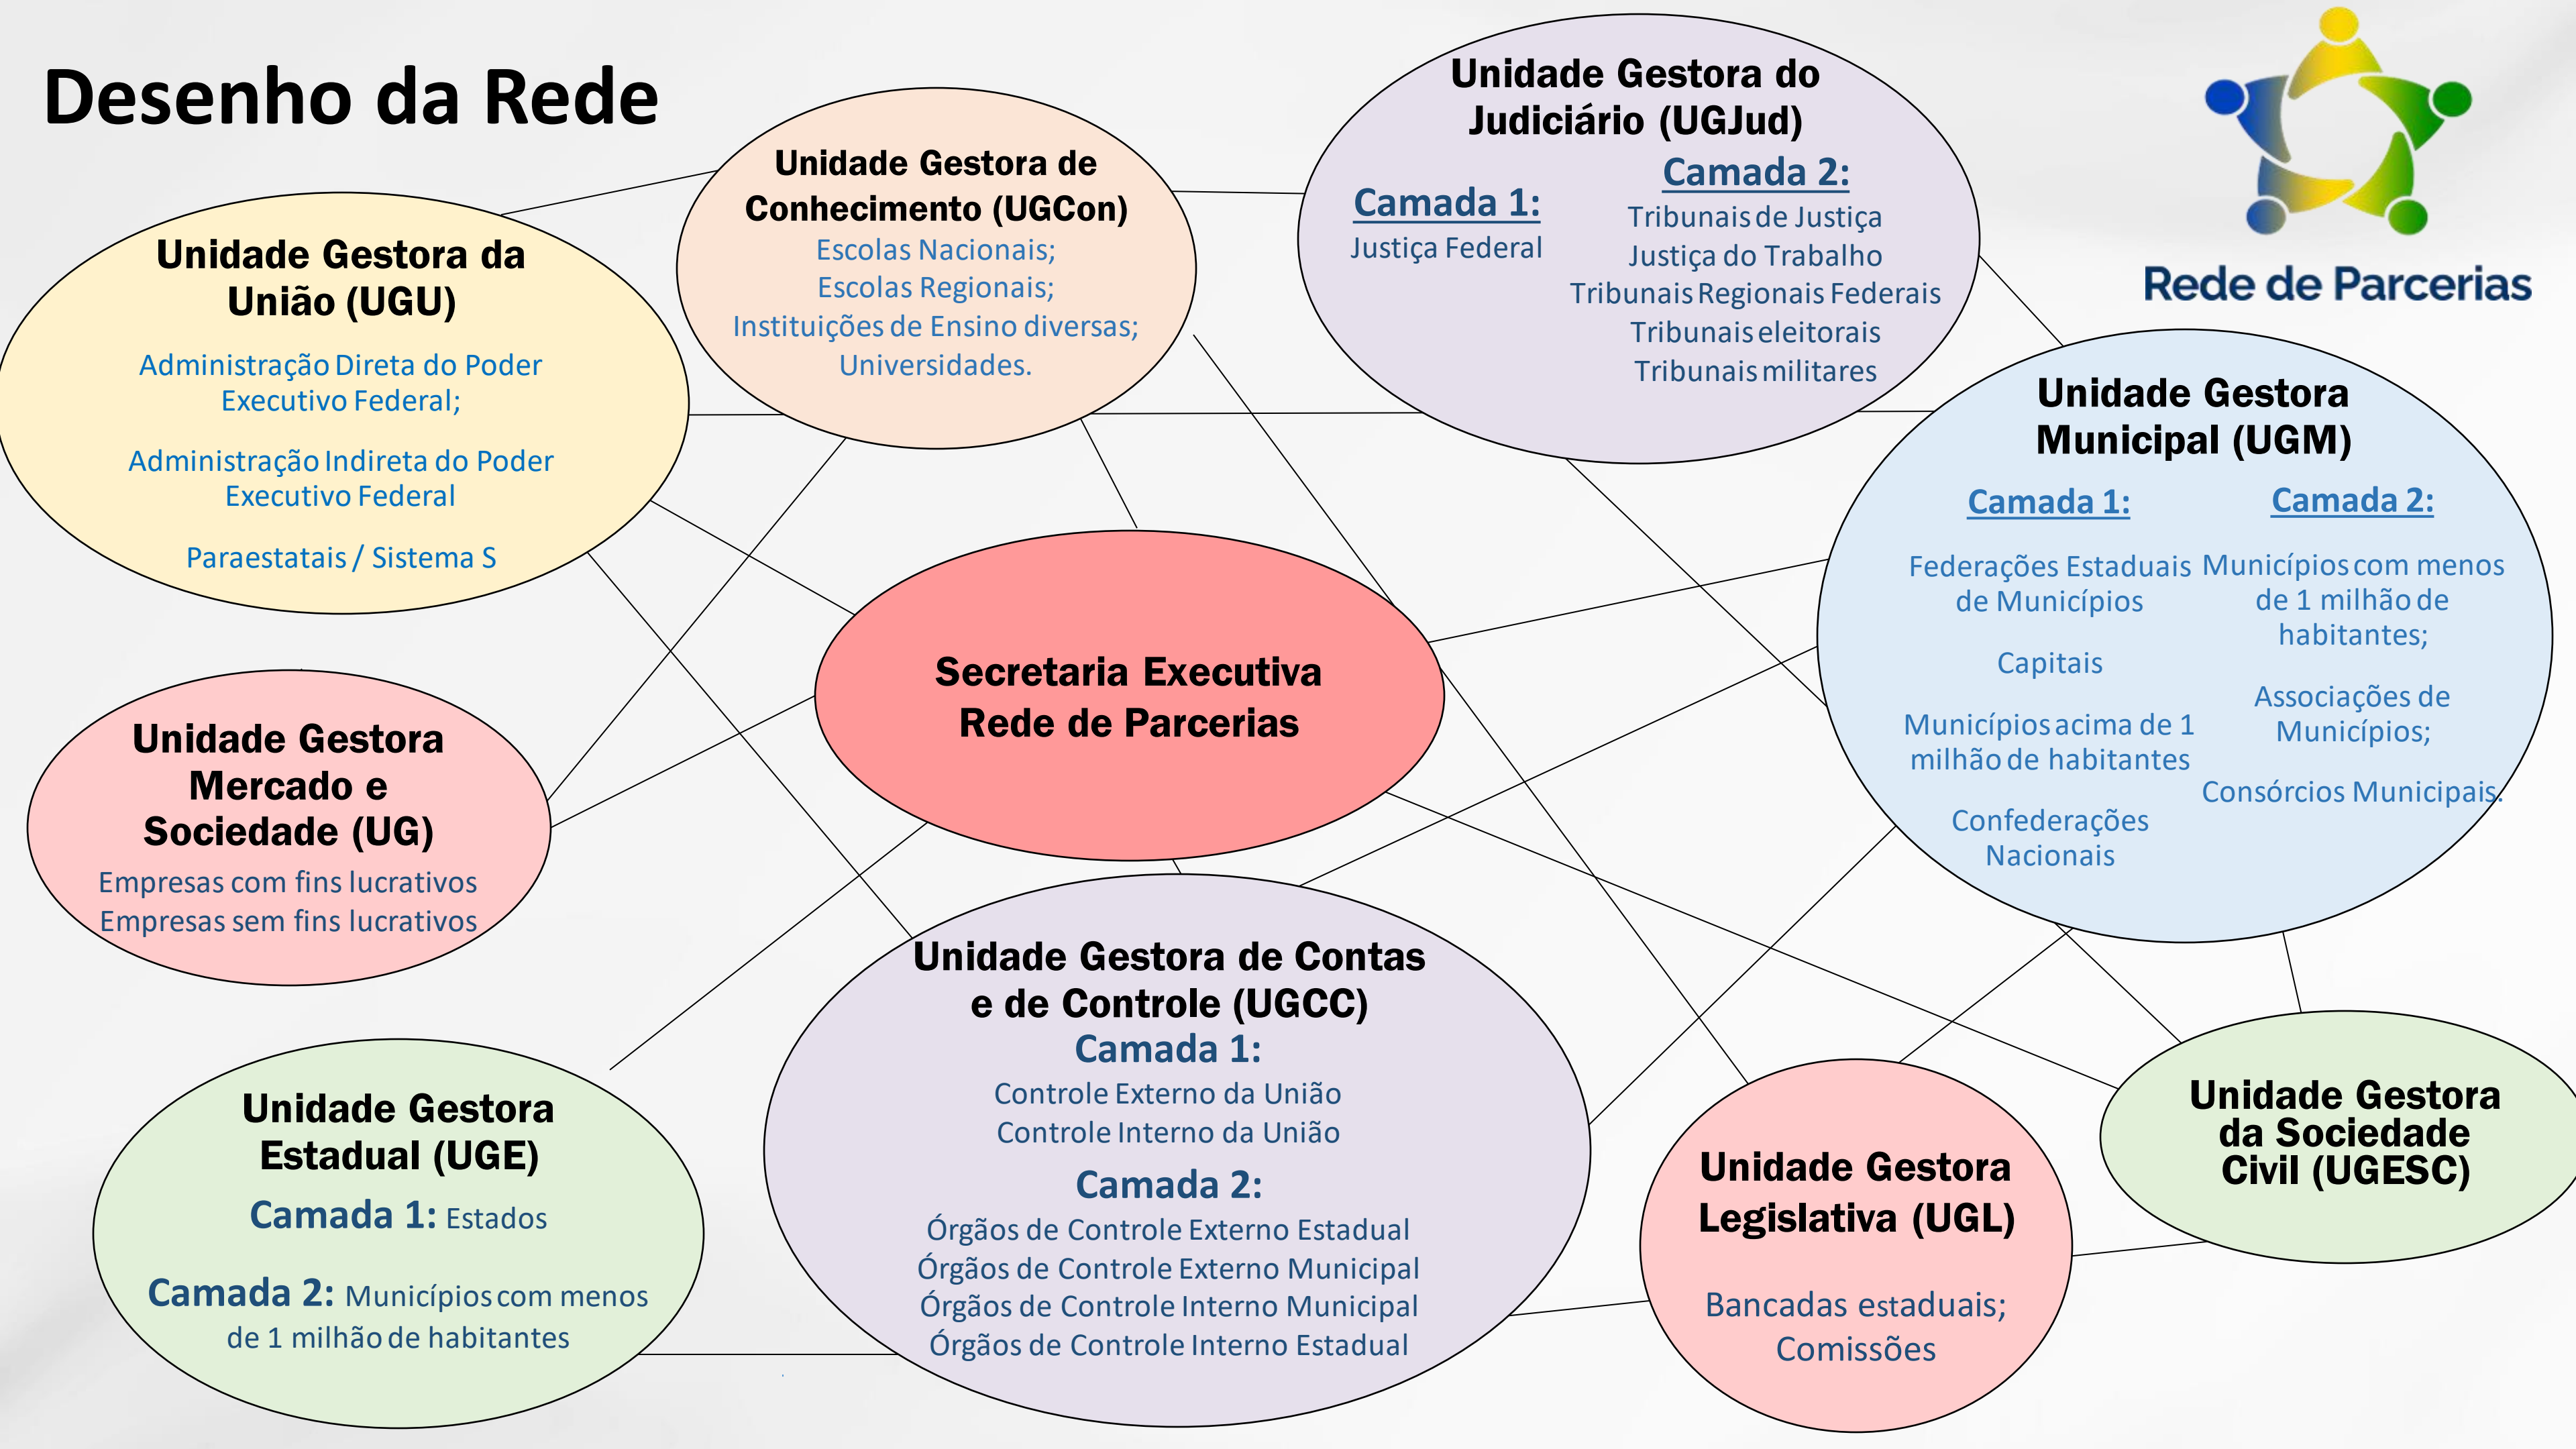 Desenho da Rede
Unidade Gestora da
União (UGU)
Administração Direta do Poder
Executivo Federal;
Administração Indireta do Poder
Executivo Federal
Paraestatais / Sistema S
Unidade Gestora de
Conhecimento (UGCon)
Escolas Nacionais;
Escolas Regionais;
Instituições de Ensino diversas;
Universidades.
Unidade Gestora do
Judiciário (UGJud)
Camada 1:
Justiça Federal
Camada 2:
Tribunais de Justiça
Justiça do Trabalho
Tribunais Regionais Federais
Tribunais eleitorais
Tribunais militares
Rede de Parcerias
Unidade Gestora
Municipal (UGM)
Camada 1:
Federações Estaduais
de Municípios
Capitais
Municípios acima de 1
milhão de habitantes
Confederações
Nacionais
Camada 2:
Municípios com menos
de 1 milhão de
habitantes;
Associações de
Municípios;
Consórcios Municipais.
Secretaria Executiva
Rede de Parcerias
Unidade Gestora
Mercado e
Sociedade (UG)
Empresas com fins lucrativos
Empresas sem fins lucrativos
Unidade Gestora
Estadual (UGE)
Camada 1: Estados
Camada 2: Municípios com menos
de 1 milhão de habitantes
Unidade Gestora de Contas
e de Controle (UGCC)
Camada 1:
Controle Externo da União
Controle Interno da União
Camada 2:
Órgãos de Controle Externo Estadual
Órgãos de Controle Externo Municipal
Órgãos de Controle Interno Municipal
Órgãos de Controle Interno Estadual
Unidade Gestora
Legislativa (UGL)
Bancadas estaduais;
Comissões
Unidade Gestora
da Sociedade
Civil (UGESC)